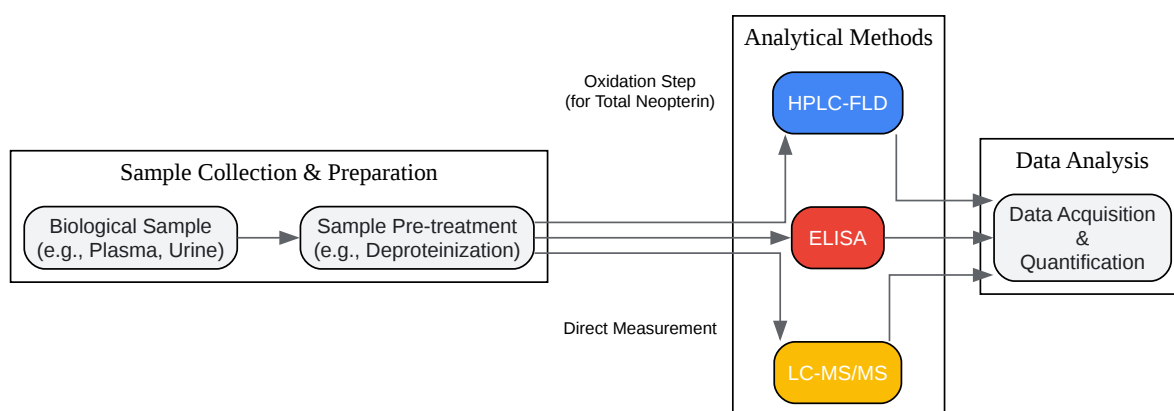 Sample Collection & Preparation
Biological Sample
(e.g., Plasma, Urine)
Sample Pre-treatment
(e.g., Deproteinization)
Oxidation Step
(for Total Neopterin)
Direct Measurement
Analytical Methods
HPLC-FLD
ELISA
LC-MS/MS
Data Analysis
Data Acquisition
&
Quantification